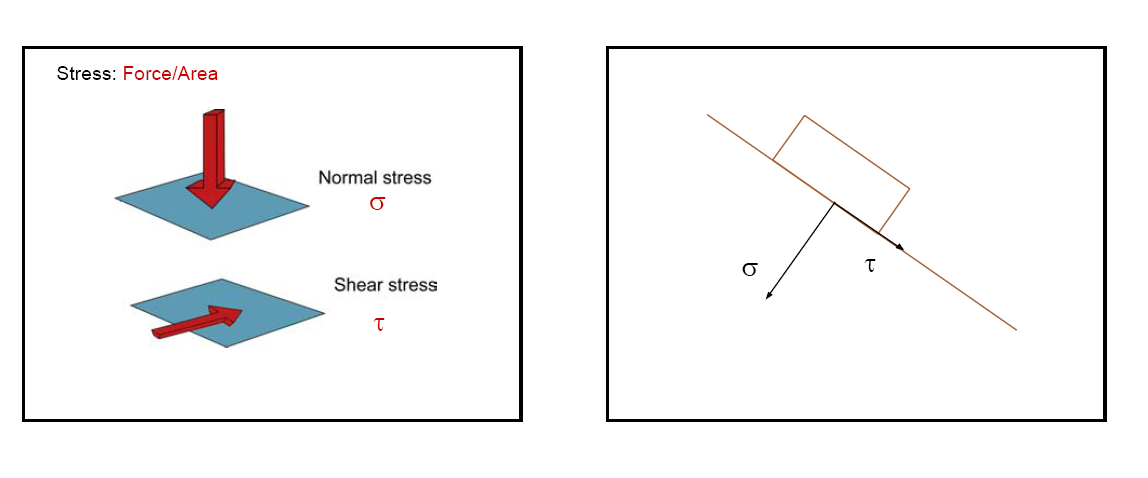 Stress: Force/Area
Normal stress
σ
Shear stress
τ
σ
τ